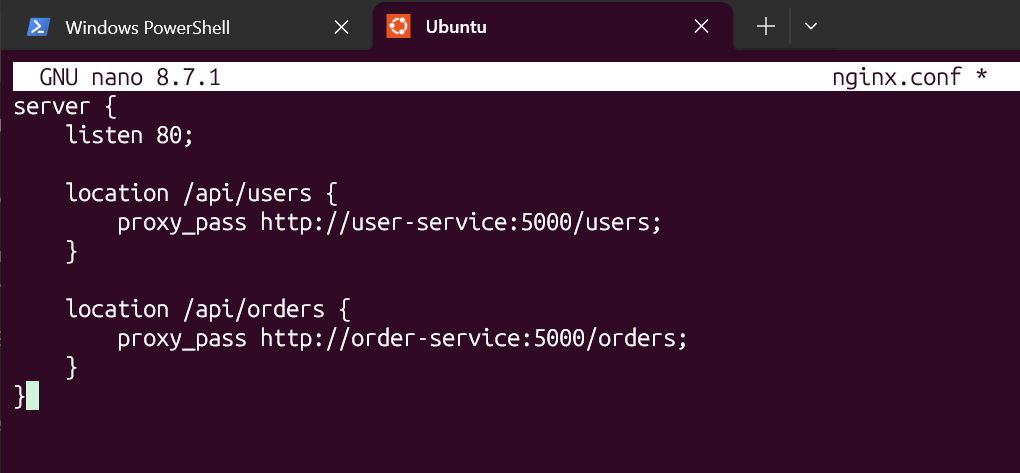 Windows PowerShell
Ubuntu
GNU nano 8.7.1 nginx.conf *
server {
    listen 80;

    location /api/users {
        proxy_pass http://user-service:5000/users;
    }

    location /api/orders {
        proxy_pass http://order-service:5000/orders;
    }
}